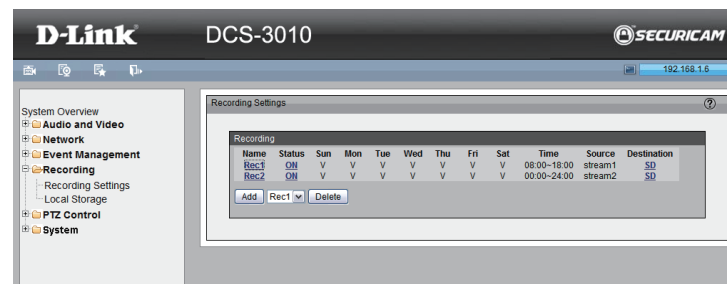 D-Link DCS-3010 SECURICAM
192.168.1.6
System Overview
Audio and Video
Network
Event Management
Recording
Recording Settings
Local Storage
PTZ Control
System
Recording Settings
Recording
Name Status Sun Mon Tue Wed Thu Fri Sat Time Source Destination
Rec1 ON V V V V V V V 08:00~18:00 stream1 SD
Rec2 ON V V V V V V V 00:00~24:00 stream2 SD
Add Rec1 Delete